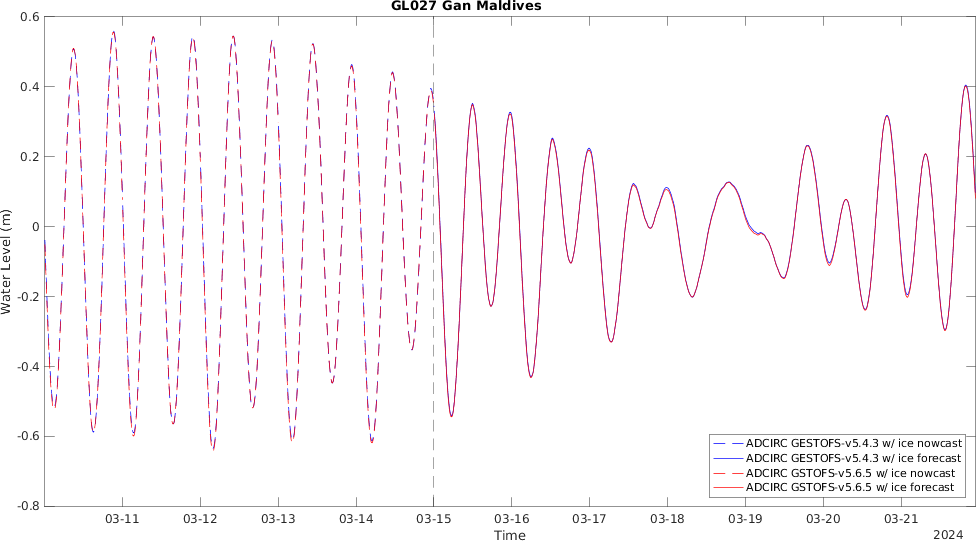 GL027 Gan Maldives
0.6
0.4
0.2
0
-0.2
-0.4
-0.6
-0.8
Water Level (m)
ADCIRC GESTOFS-v5.4.3 w/ ice nowcast
ADCIRC GESTOFS-v5.4.3 w/ ice forecast
ADCIRC GSTOFS-v5.6.5 w/ ice nowcast
ADCIRC GSTOFS-v5.6.5 w/ ice forecast
03-11 03-12 03-13 03-14 03-15 03-16 03-17 03-18 03-19 03-20 03-21
Time
2024